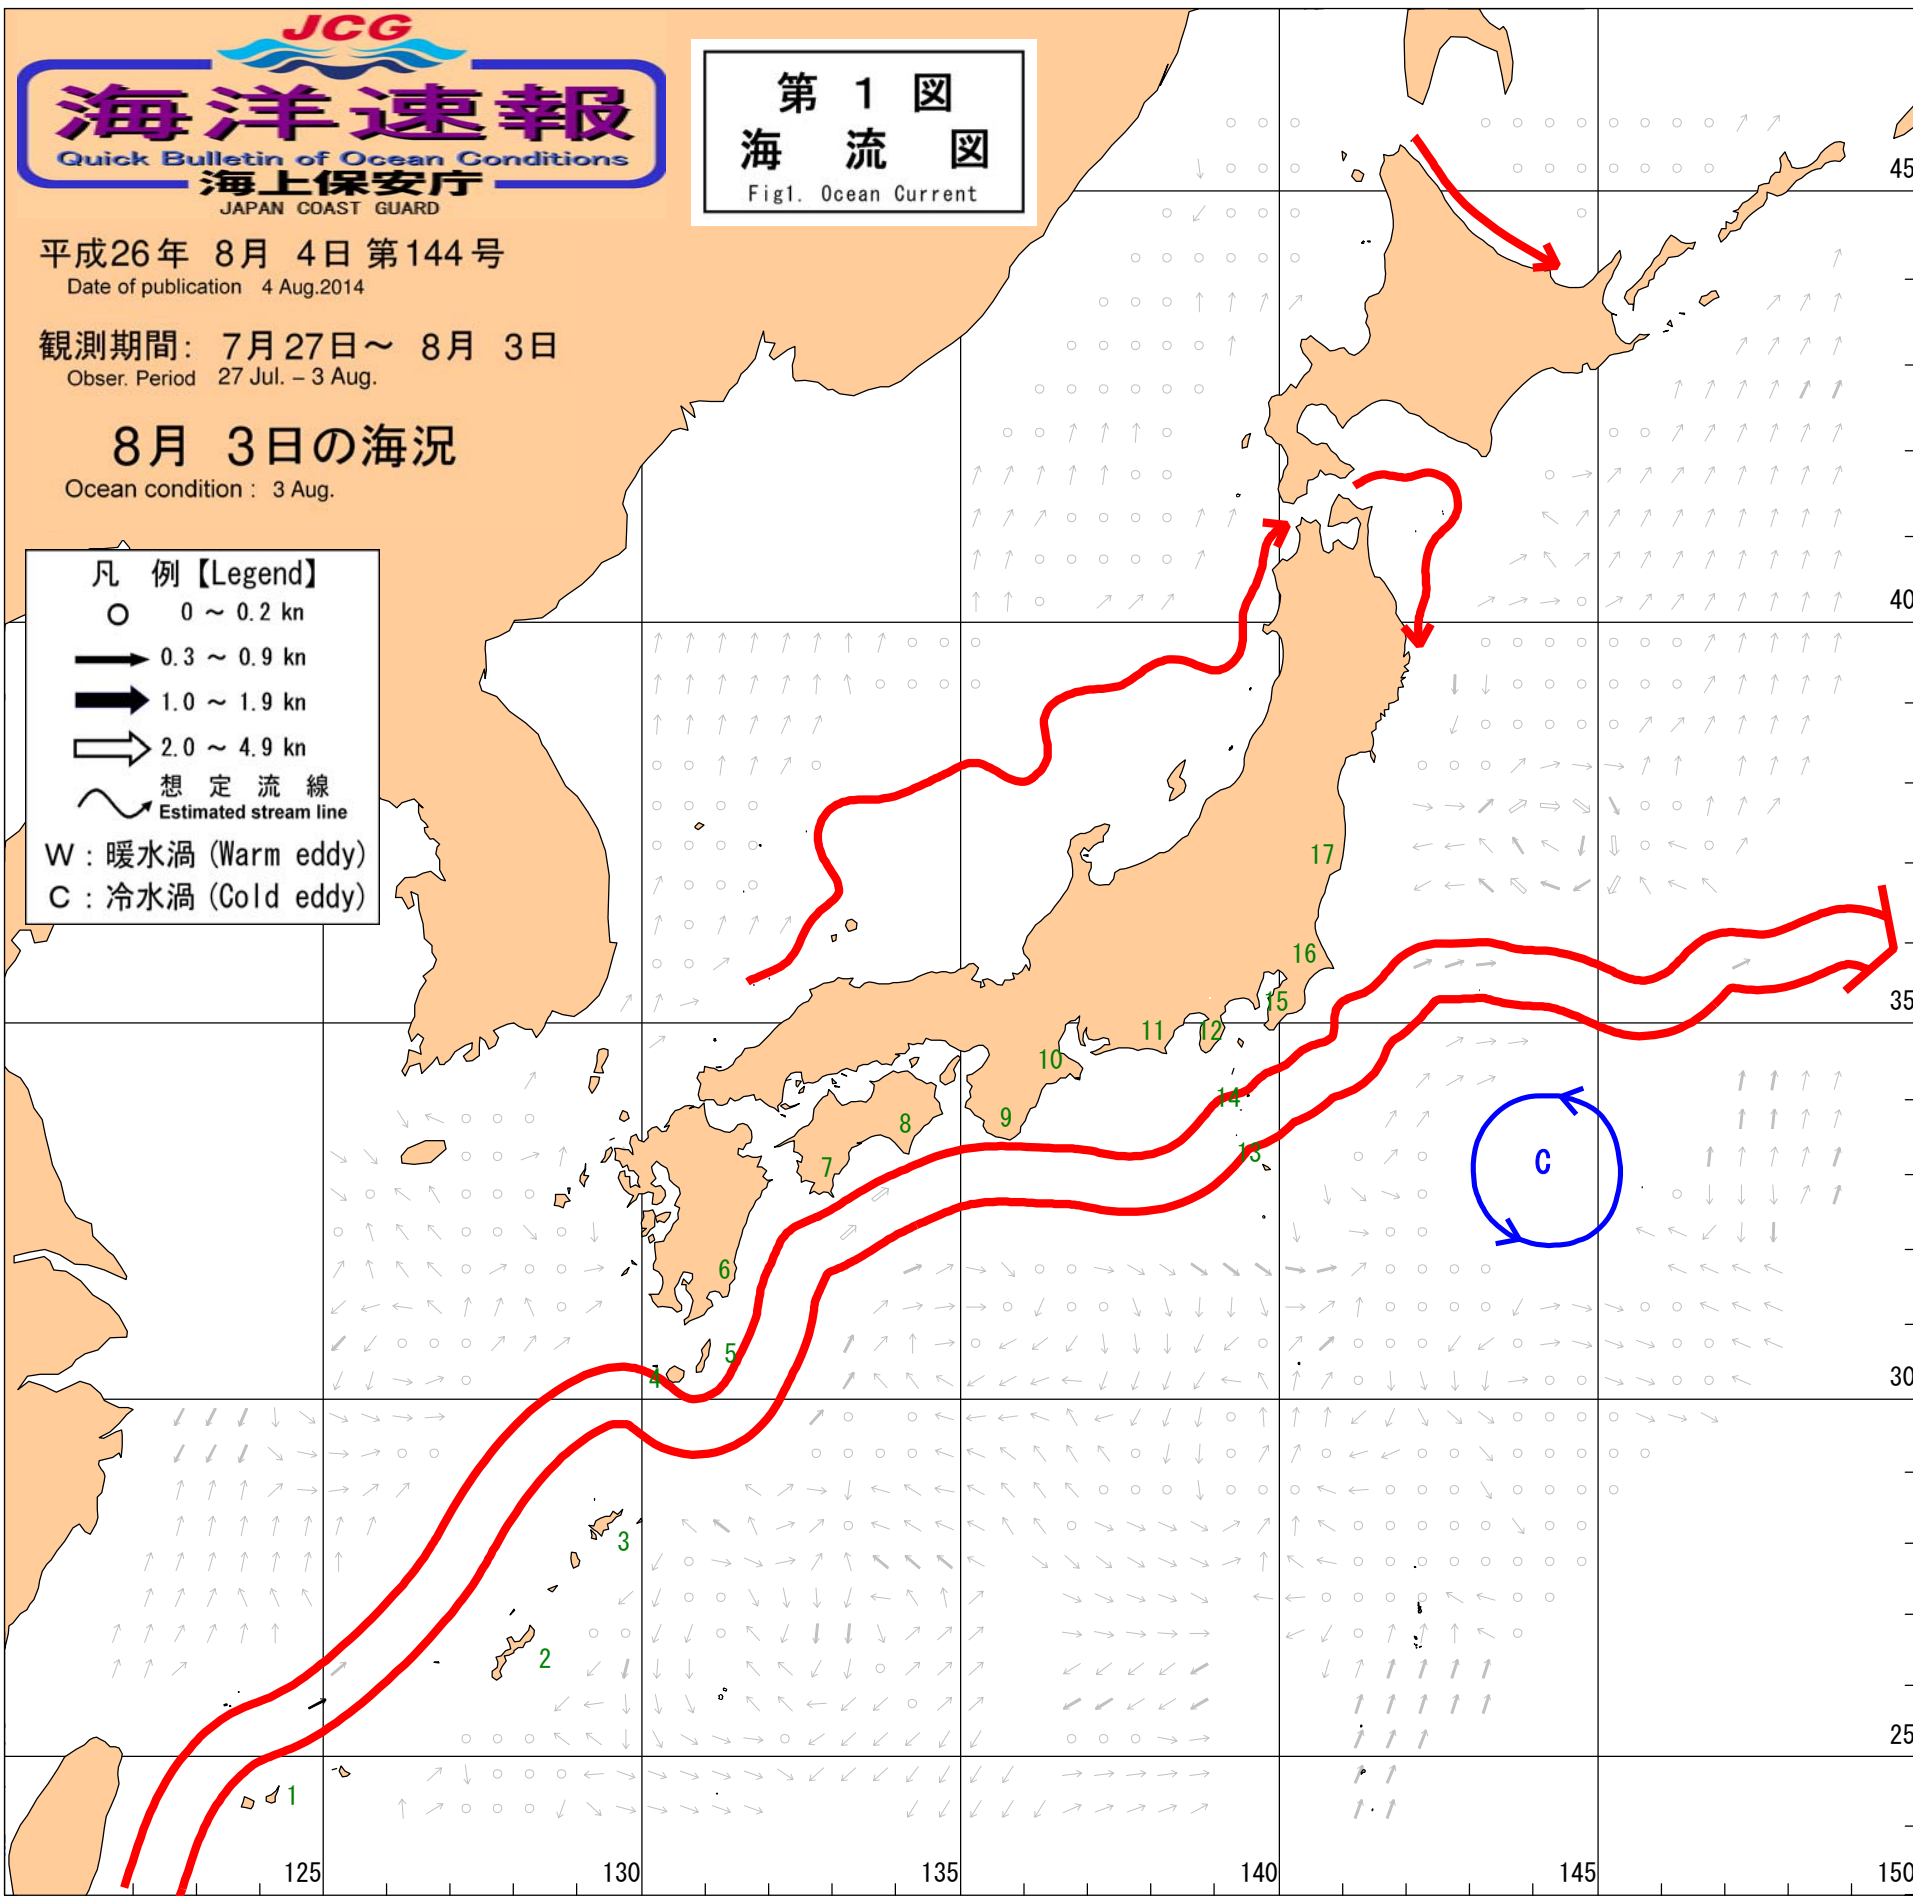 JCG
海洋速報
Quick Bulletin of Ocean Conditions
海上保安庁
JAPAN COAST GUARD
第 1 図
海 流 図
Fig1. Ocean Current
平成26年 8月 4日 第144号
Date of publication 4 Aug.2014
観測期間: 7月27日～ 8月 3日
Obser. Period 27 Jul. – 3 Aug.
8月 3日の海況
Ocean condition : 3 Aug.
凡 例【Legend】
0 ～ 0.2 kn
0.3 ～ 0.9 kn
1.0 ～ 1.9 kn
2.0 ～ 4.9 kn
想 定 流 線
Estimated stream line
W : 暖水渦 (Warm eddy)
C : 冷水渦 (Cold eddy)
45
40
17
16
35
15
12
11
10
14
9
8
13
7
C
6
5
4
30
3
2
25
1
125
130
135
140
145
150